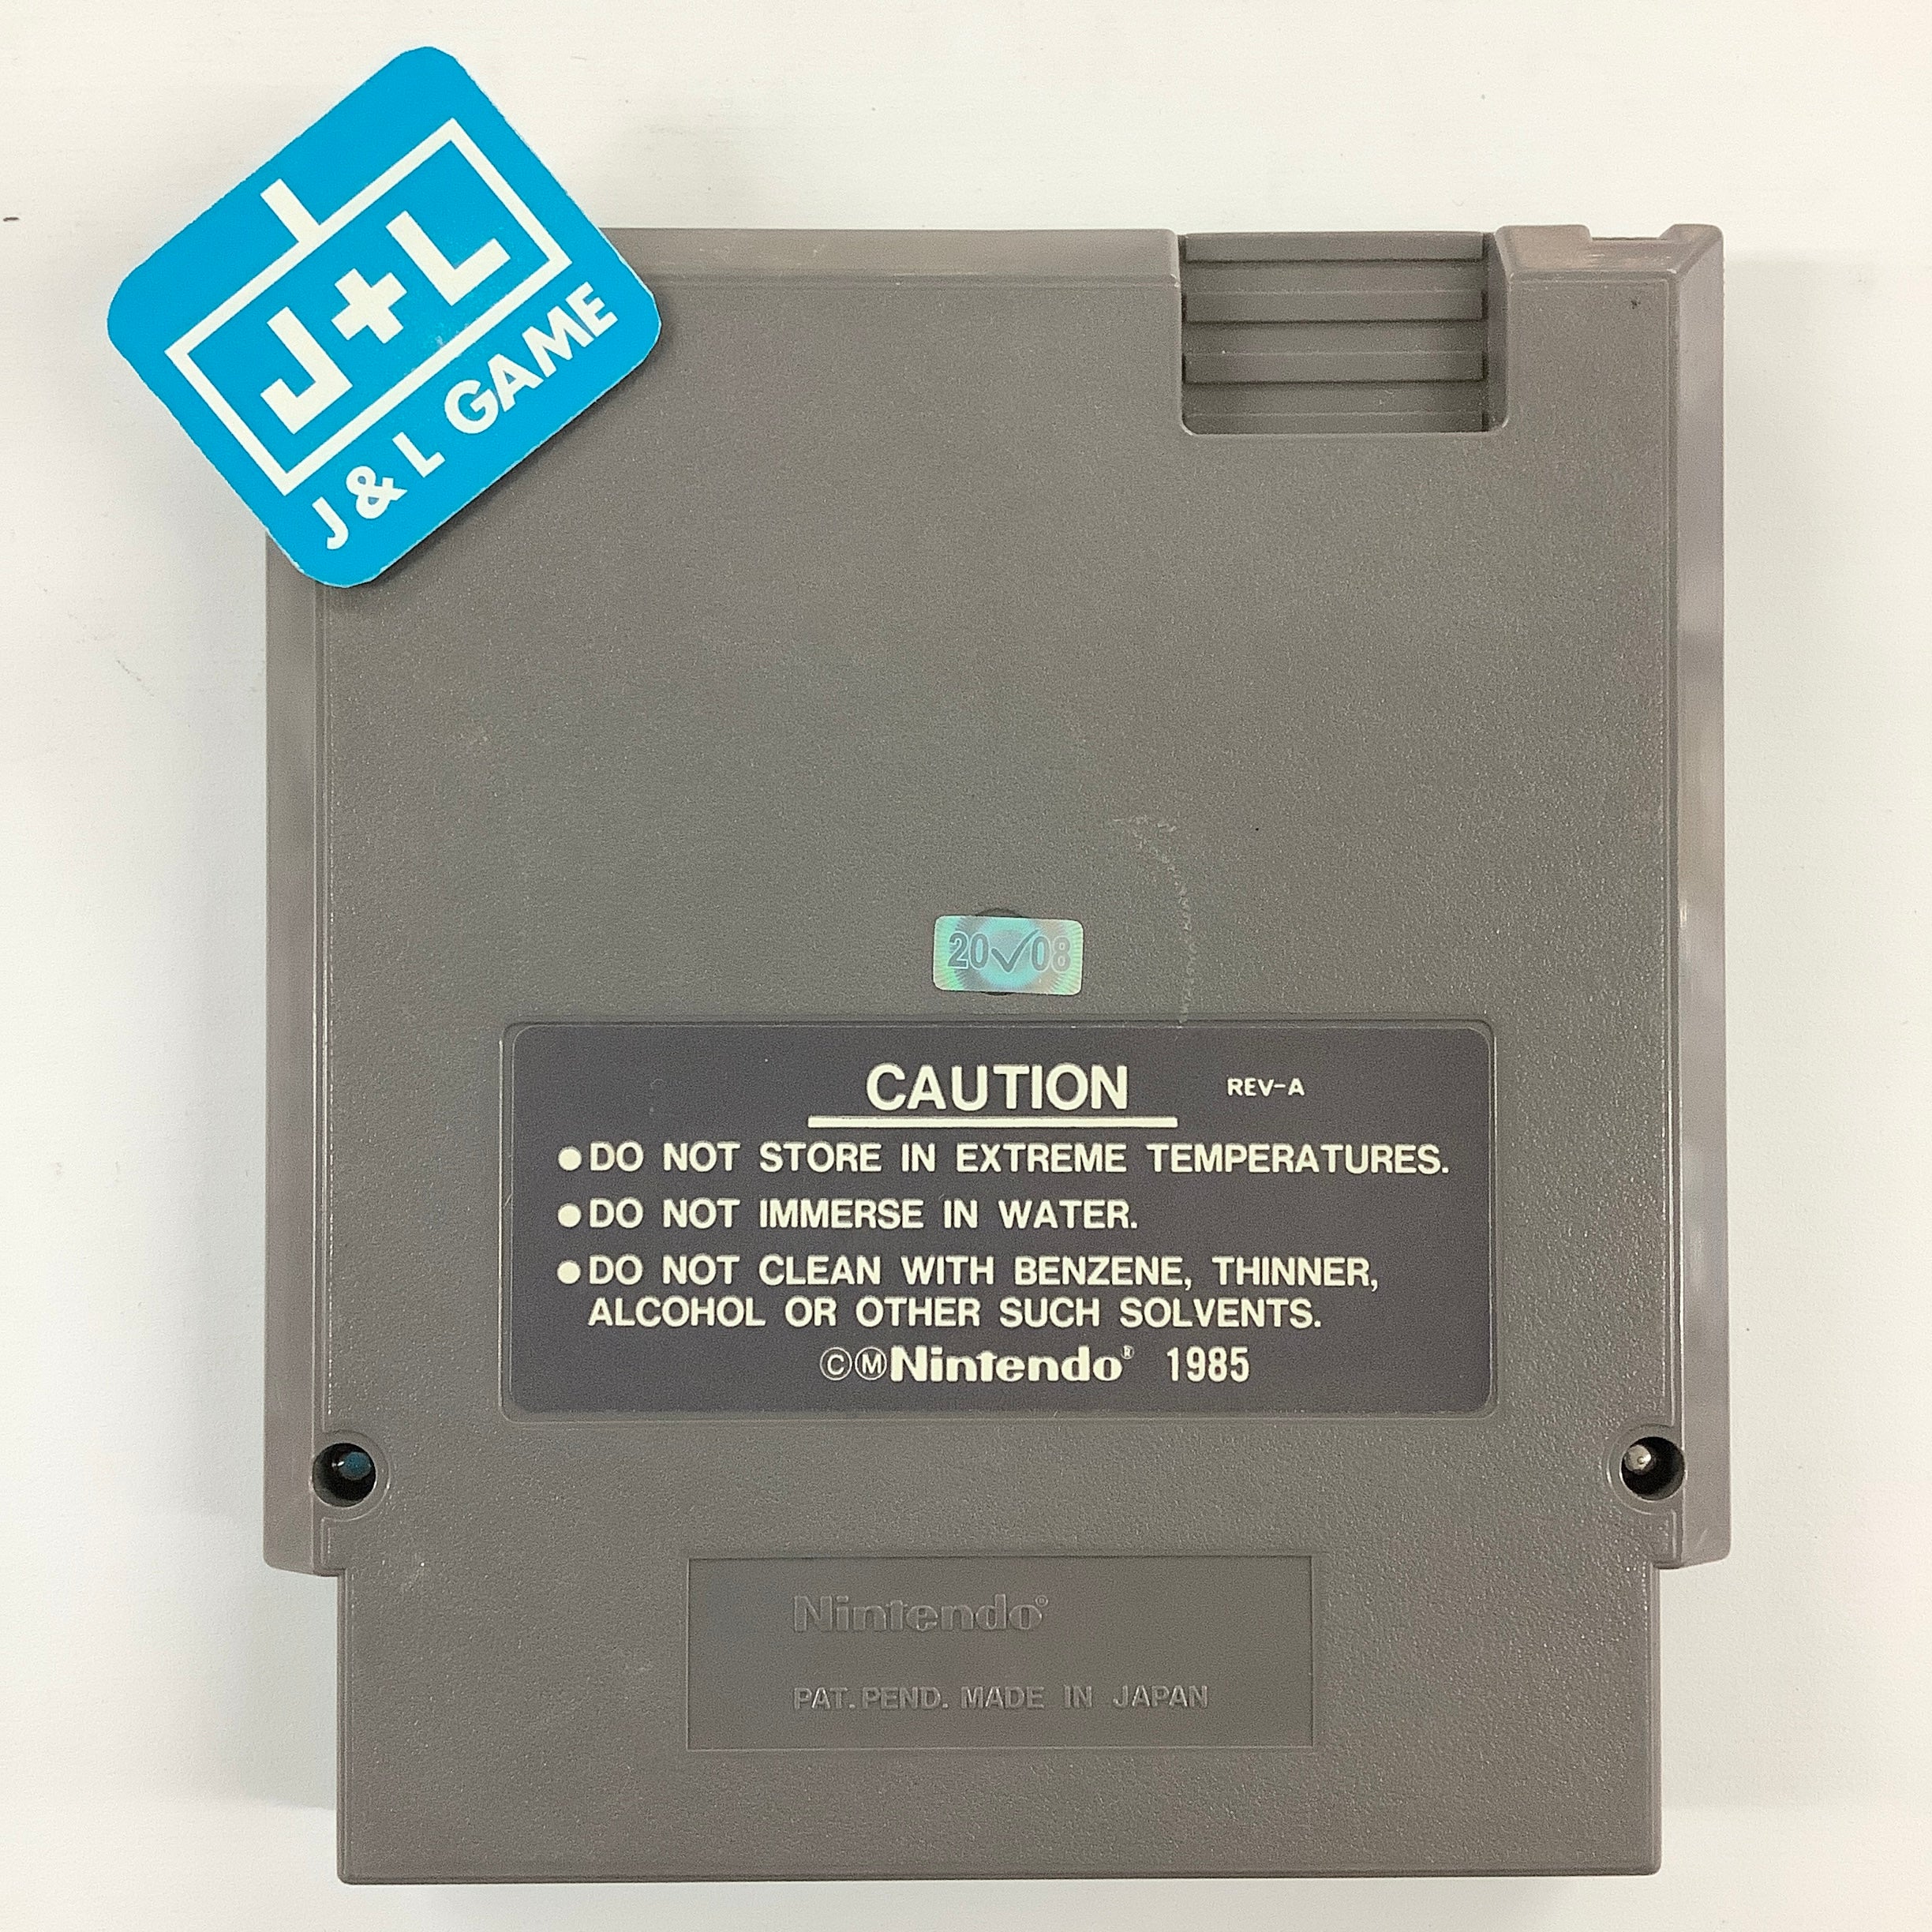 J+L
J & L GAME
20✓08
CAUTION REV-A
●DO NOT STORE IN EXTREME TEMPERATURES.
●DO NOT IMMERSE IN WATER.
●DO NOT CLEAN WITH BENZENE, THINNER,
ALCOHOL OR OTHER SUCH SOLVENTS.
ⒸⓂNintendo® 1985
Nintendo®
PAT. PEND. MADE IN JAPAN